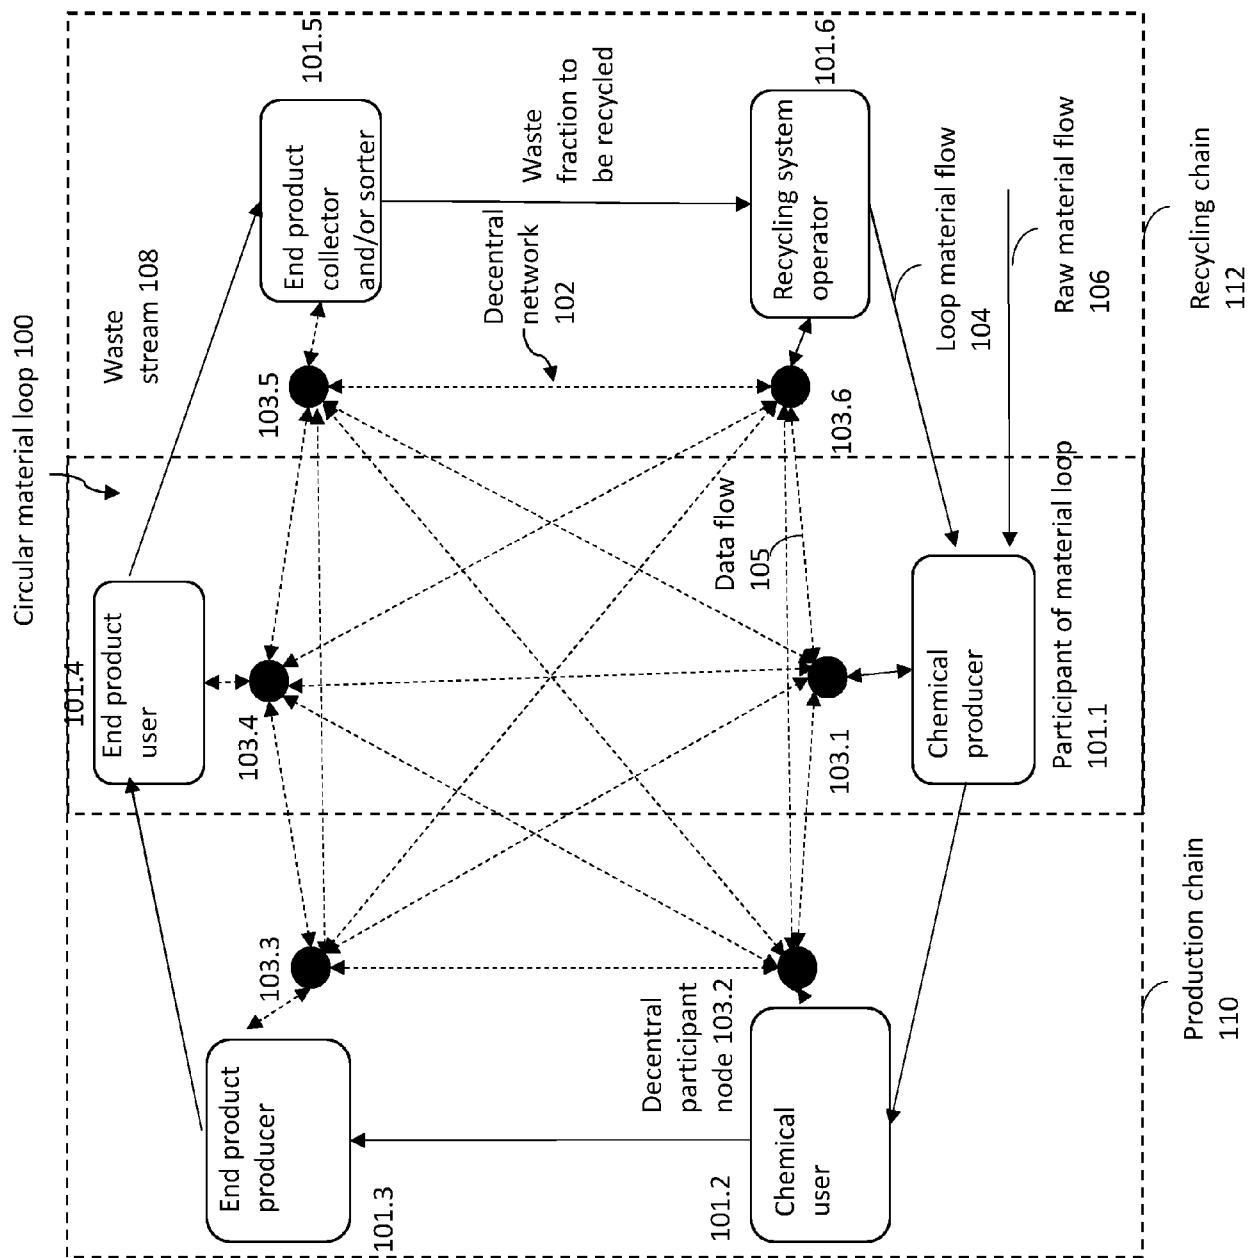 Circular material loop 100
101.4
End product
user
Waste
stream 108
101.5
End product
collector
and/or sorter
End product
producer
101.3
103.3
103.4
103.5
Decentral
network
102
Waste
fraction to
be recycled
Decentral
participant
node 103.2
Data flow
105
101.6
Recycling system
operator
101.2
Chemical
user
103.1
103.6
Chemical
producer
Loop material flow
104
Participant of material loop
101.1
Raw material flow
106
Production chain
110
Recycling chain
112